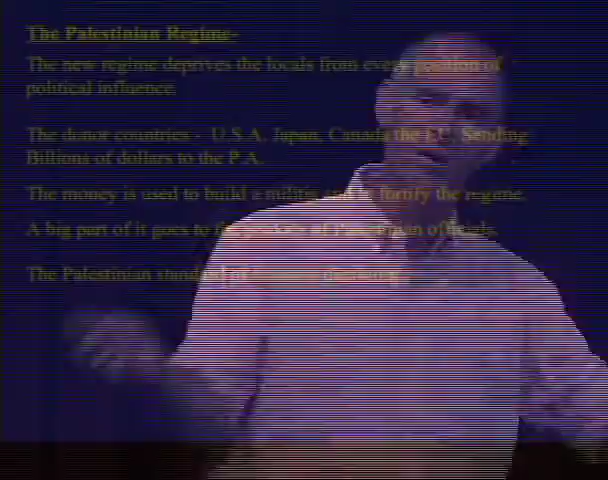 The Palestinian Regime-
The new regime deprives the locals from every position of
political influence.
The donor countries - U.S.A, Japan, Canada the EU, Sending
Billions of dollars to the P.A.
The money is used to build a militia and to fortify the regime.
A big part of it goes to the pockets of Palestinian officials.
The Palestinian standard of